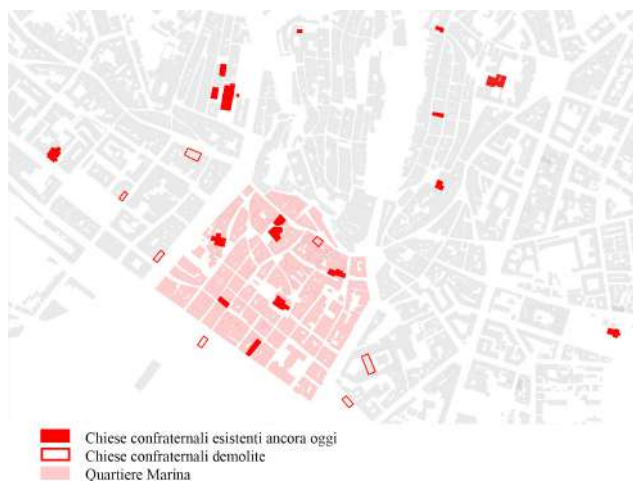 Chiese confraternali esistenti ancora oggi
Chiese confraternali demolite
Quartiere Marina